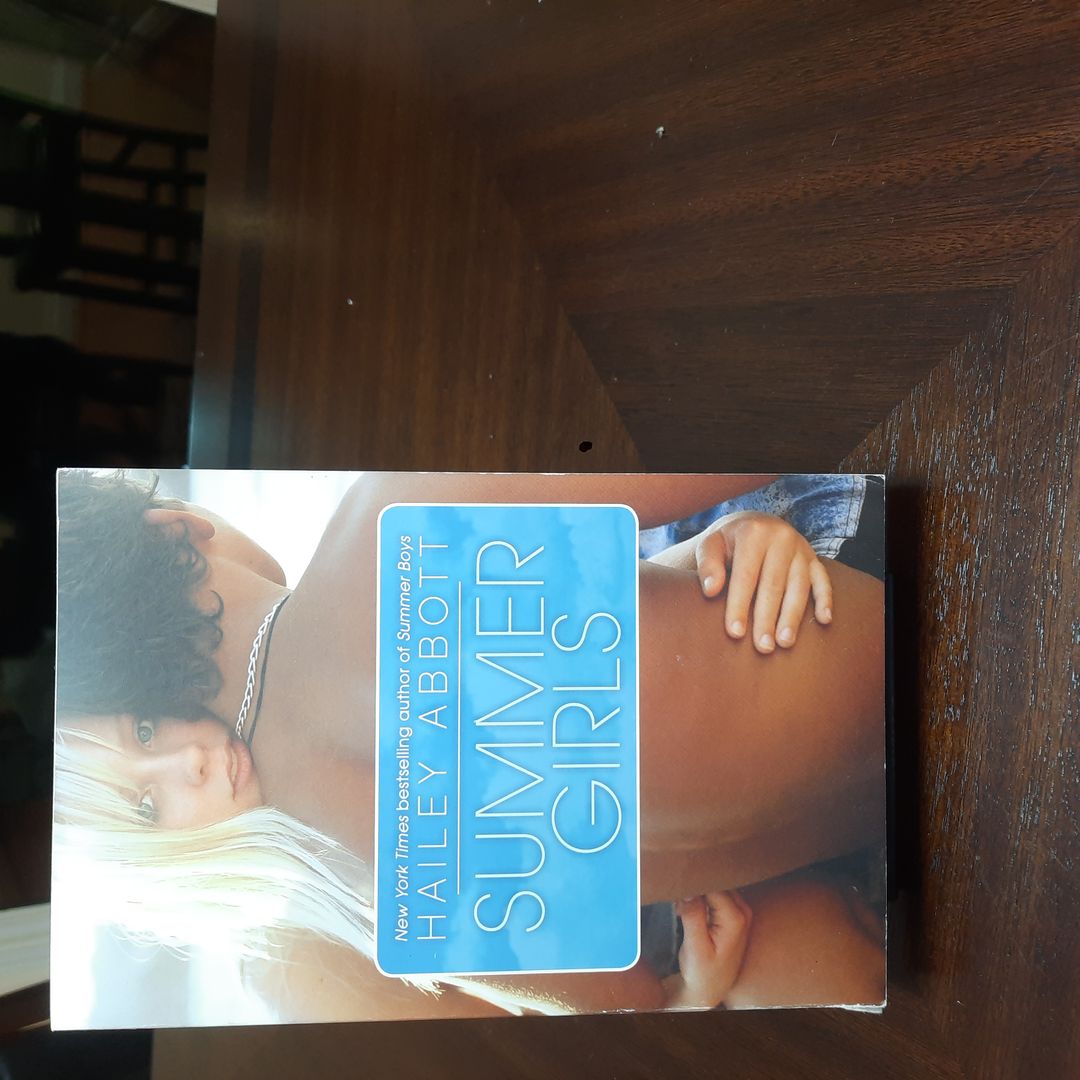 New York Times bestselling author of Summer Boys
HAILEY ABBOTT
SUMMER
GIRLS